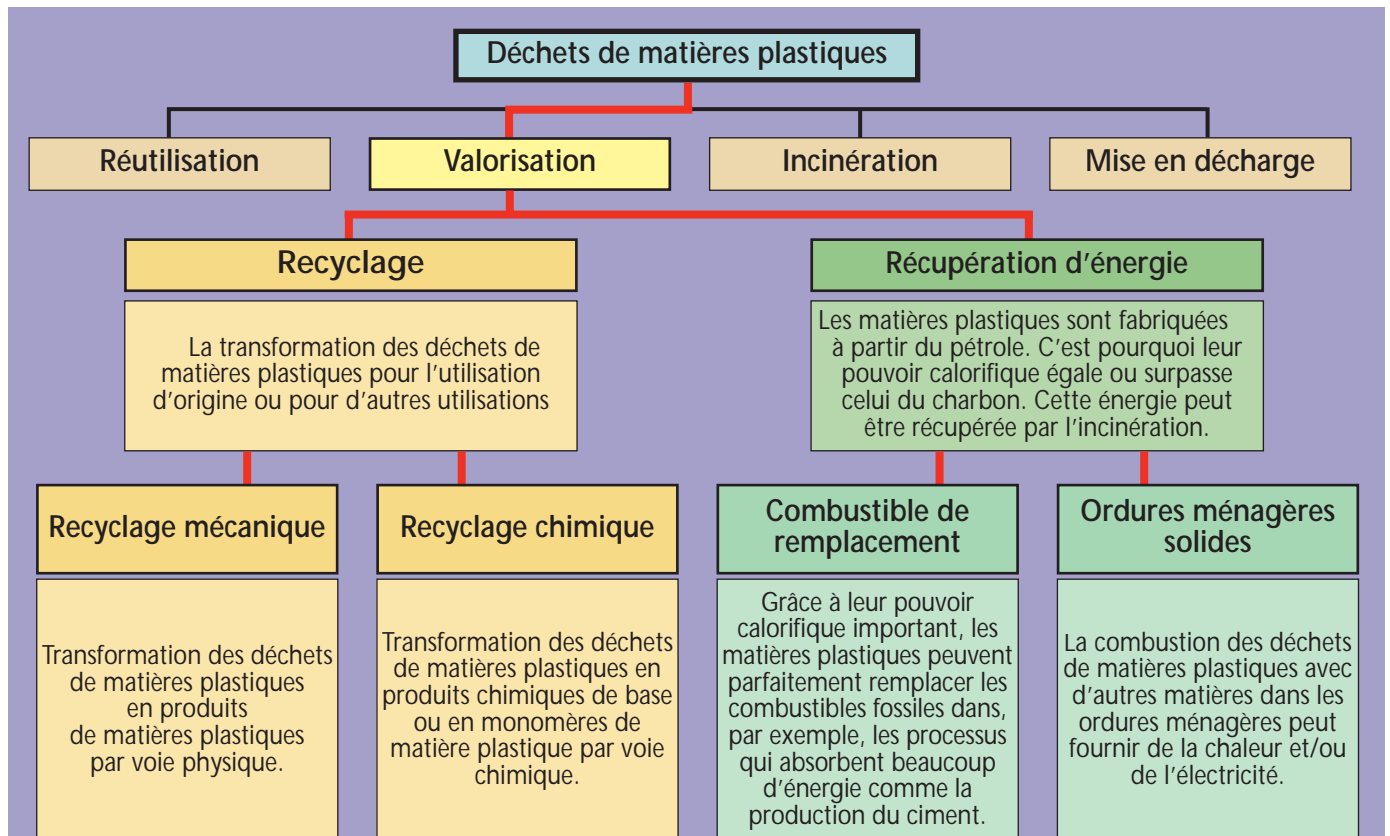 Déchets de matières plastiques
Réutilisation
Valorisation
Incinération
Mise en décharge
Recyclage
Récupération d'énergie
La transformation des déchets de
matières plastiques pour l'utilisation
d'origine ou pour d'autres utilisations
Les matières plastiques sont fabriquées
à partir du pétrole. C'est pourquoi leur
pouvoir calorifique égale ou surpasse
celui du charbon. Cette énergie peut
être récupérée par l'incinération.
Recyclage mécanique
Recyclage chimique
Combustible de
remplacement
Ordures ménagères
solides
Transformation des déchets
de matières plastiques
en produits
de matières plastiques
par voie physique.
Transformation des déchets
de matières plastiques en
produits chimiques de base
ou en monomères de
matière plastique par voie
chimique.
Grâce à leur pouvoir
calorifique important, les
matières plastiques peuvent
parfaitement remplacer les
combustibles fossiles dans,
par exemple, les processus
qui absorbent beaucoup
d'énergie comme la
production du ciment.
La combustion des déchets
de matières plastiques avec
d'autres matières dans les
ordures ménagères peut
fournir de la chaleur et/ou
de l'électricité.